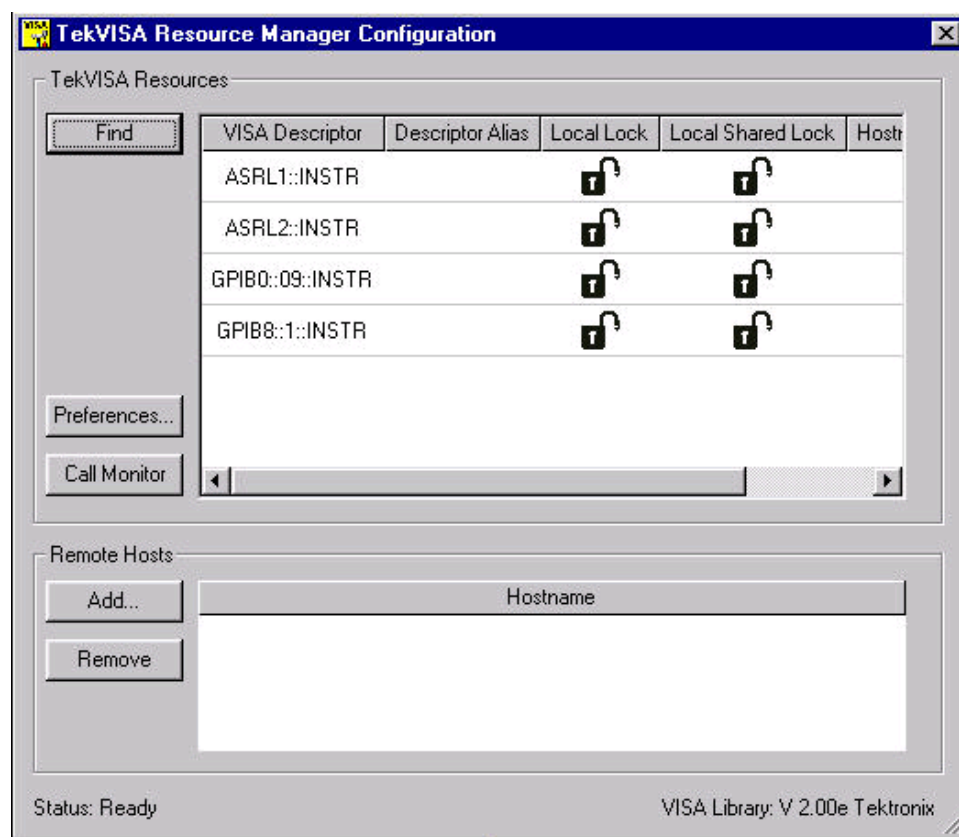 VISA
TekVISA Resource Manager Configuration
TekVISA Resources
Find
VISA Descriptor Descriptor Alias Local Lock Local Shared Lock Hostn
ASRL1::INSTR
ASRL2::INSTR
GPIB0::09::INSTR
GPIB8::1::INSTR
Preferences...
Call Monitor
Remote Hosts
Add...
Hostname
Remove
Status: Ready VISA Library: V 2.00e Tektronix